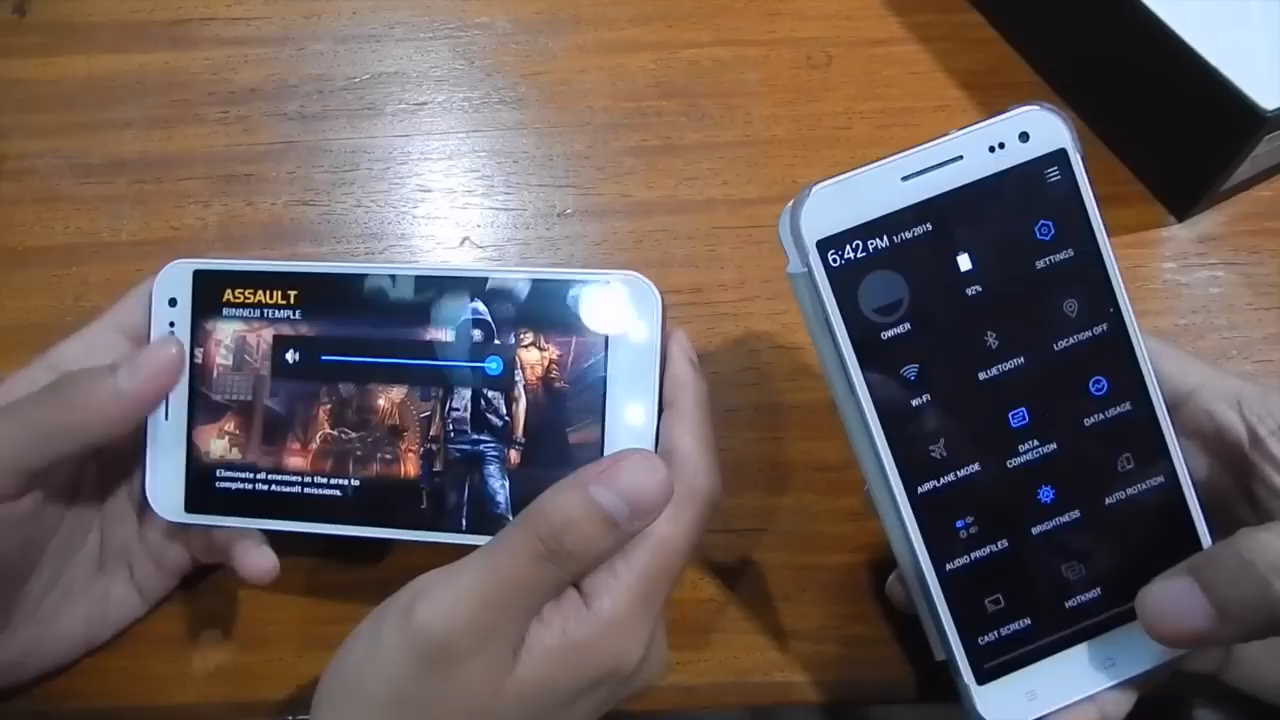 ASSAULT
RINNOJI TEMPLE
Eliminate all enemies in the area to
complete the Assault missions.
6:42 PM 1/16/2015
OWNER
92%
SETTINGS
WI-FI
BLUETOOTH
LOCATION OFF
AIRPLANE MODE
DATA
CONNECTION
DATA USAGE
AUDIO PROFILES
BRIGHTNESS
AUTO ROTATION
CAST SCREEN
HOTKNOT